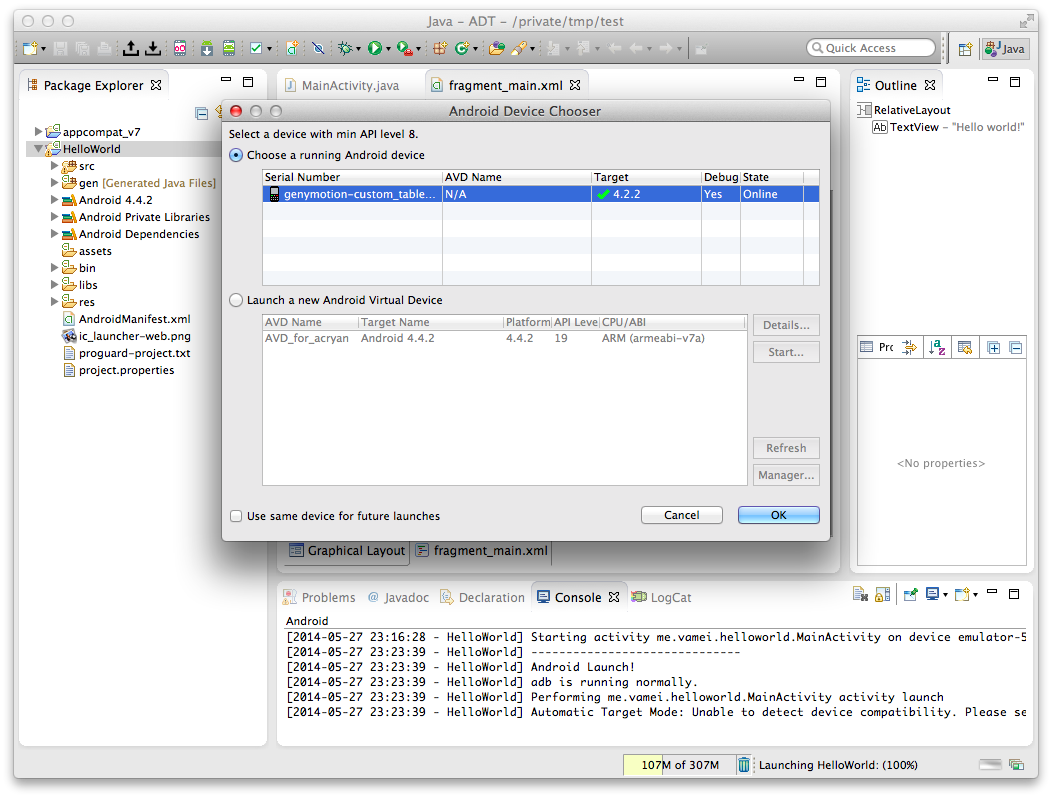 Java – ADT – /private/tmp/test
Quick Access
Java
Package Explorer
MainActivity.java
fragment_main.xml
Outline
appcompat_v7
HelloWorld
src
gen [Generated Java Files]
Android 4.4.2
Android Private Libraries
Android Dependencies
assets
bin
libs
res
AndroidManifest.xml
ic_launcher-web.png
proguard-project.txt
project.properties
Android Device Chooser
Select a device with min API level 8.
Choose a running Android device
Serial Number AVD Name Target Debug State
genymotion-custom_table... N/A 4.2.2 Yes Online
Launch a new Android Virtual Device
AVD Name Target Name Platform API Leve CPU/ABI
AVD_for_acryan Android 4.4.2 4.4.2 19 ARM (armeabi-v7a)
Details...
Start...
Refresh
Manager...
Use same device for future launches
Cancel
OK
RelativeLayout
Ab TextView – "Hello world!"
Pro
<No properties>
Graphical Layout
fragment_main.xml
Problems
@ Javadoc
Declaration
Console
LogCat
Android
[2014-05-27 23:16:28 - HelloWorld] Starting activity me.vamei.helloworld.MainActivity on device emulator-5
[2014-05-27 23:23:39 - HelloWorld] ------------------------------
[2014-05-27 23:23:39 - HelloWorld] Android Launch!
[2014-05-27 23:23:39 - HelloWorld] adb is running normally.
[2014-05-27 23:23:39 - HelloWorld] Performing me.vamei.helloworld.MainActivity activity launch
[2014-05-27 23:23:39 - HelloWorld] Automatic Target Mode: Unable to detect device compatibility. Please se
107M of 307M
Launching HelloWorld: (100%)